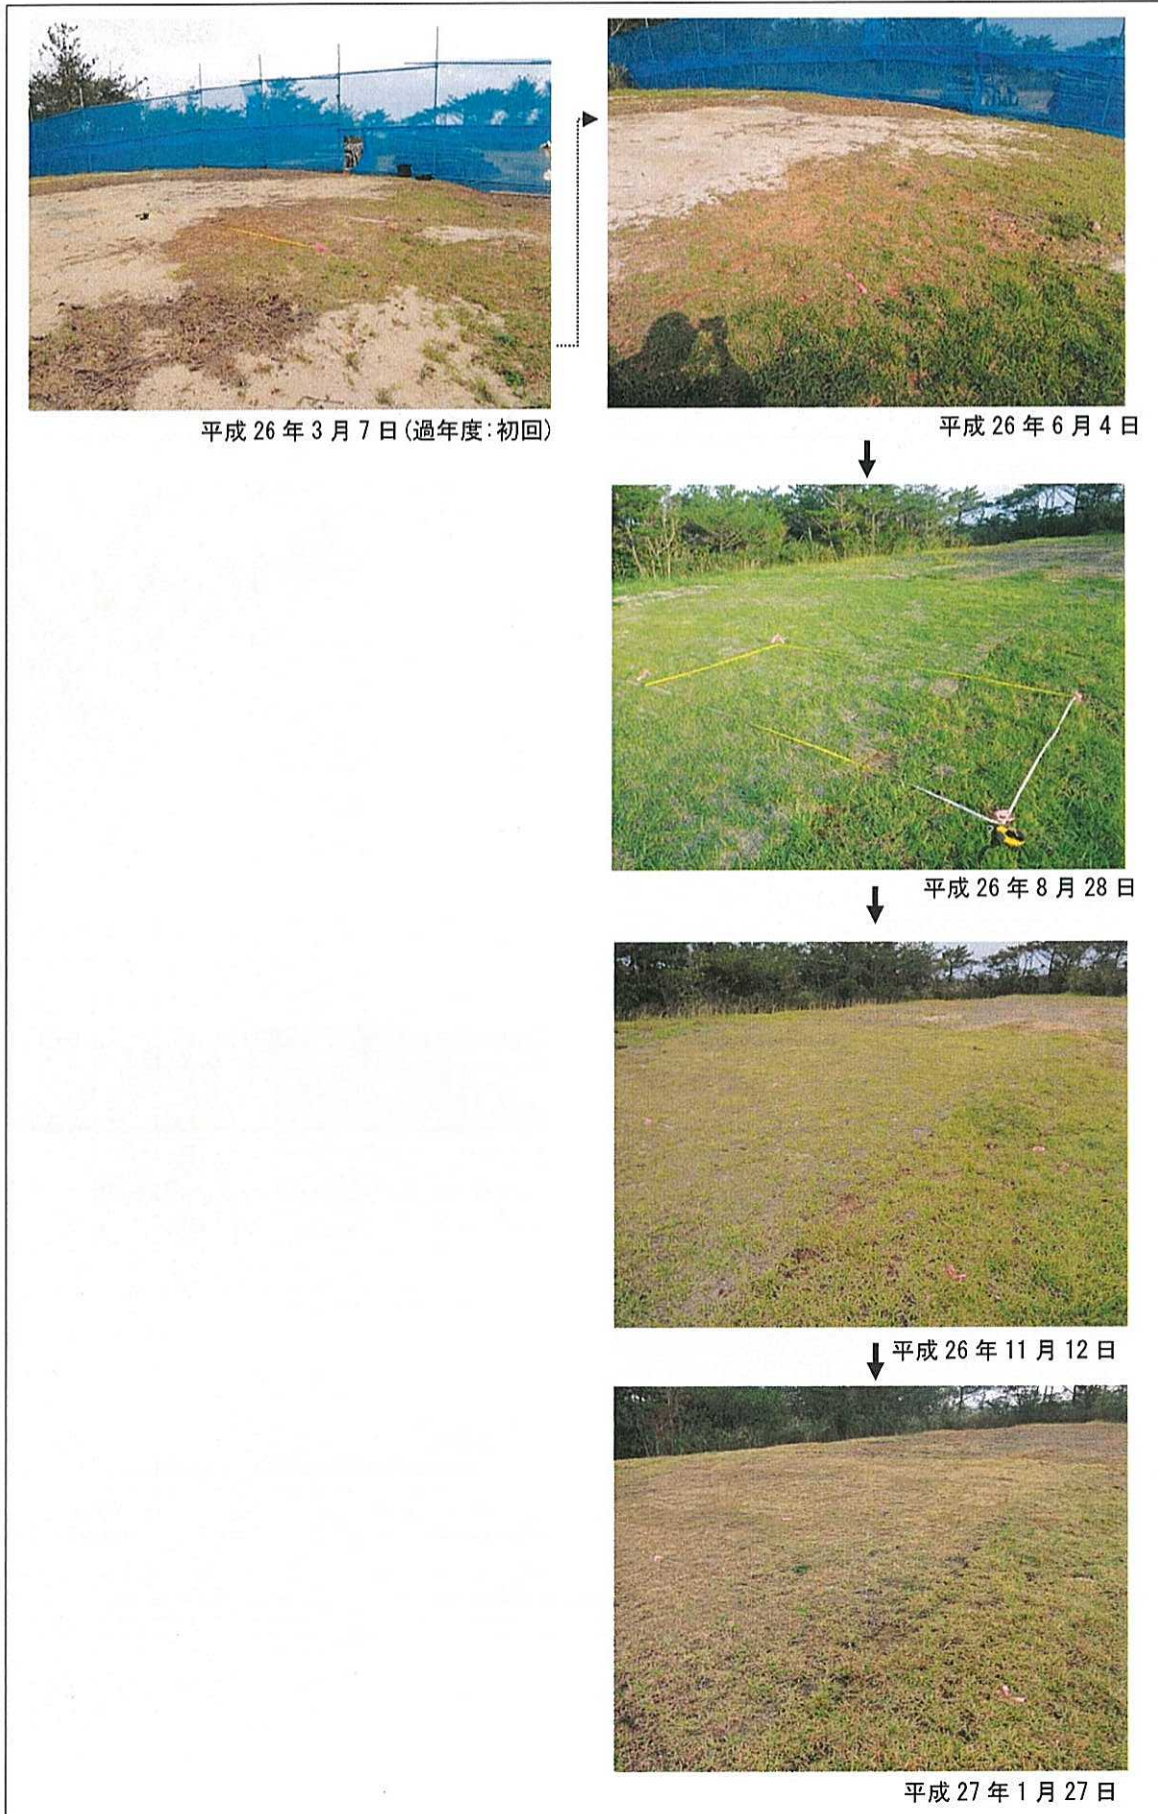 平成 26 年 3 月 7 日(過年度:初回)
平成 26 年 6 月 4 日
平成 26 年 8 月 28 日
平成 26 年 11 月 12 日
平成 27 年 1 月 27 日